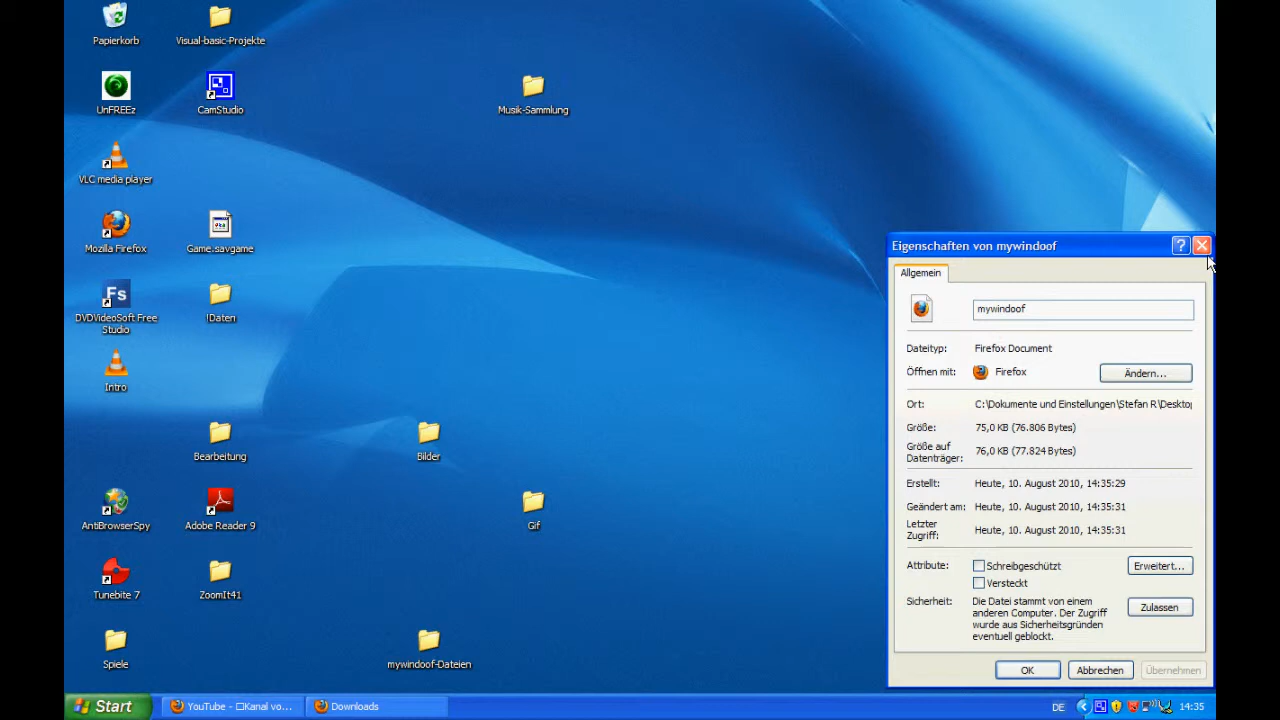 Papierkorb
Visual-basic-Projekte
UnFREEz
CamStudio
Musik-Sammlung
VLC media player
Mozilla Firefox
Game.savgame
DVDVideoSoft Free
Studio
!Daten
Intro
Bearbeitung
Bilder
AntiBrowserSpy
Adobe Reader 9
Gif
Tunebite 7
ZoomIt41
Spiele
mywindoof-Dateien
Eigenschaften von mywindoof
Allgemein
mywindoof
Dateityp: Firefox Document
Öffnen mit: Firefox Ändern...
Ort: C:\Dokumente und Einstellungen\Stefan R\Desktop
Größe: 75,0 KB (76.806 Bytes)
Größe auf
Datenträger: 76,0 KB (77.824 Bytes)
Erstellt: Heute, 10. August 2010, 14:35:29
Geändert am: Heute, 10. August 2010, 14:35:31
Letzter
Zugriff: Heute, 10. August 2010, 14:35:31
Attribute: Schreibgeschützt Erweitert...
Versteckt
Sicherheit: Die Datei stammt von einem
anderen Computer. Der Zugriff
wurde aus Sicherheitsgründen
eventuell geblockt.
Zulassen
OK Abbrechen Übernehmen
Start YouTube - □Kanal vo... Downloads DE 14:35